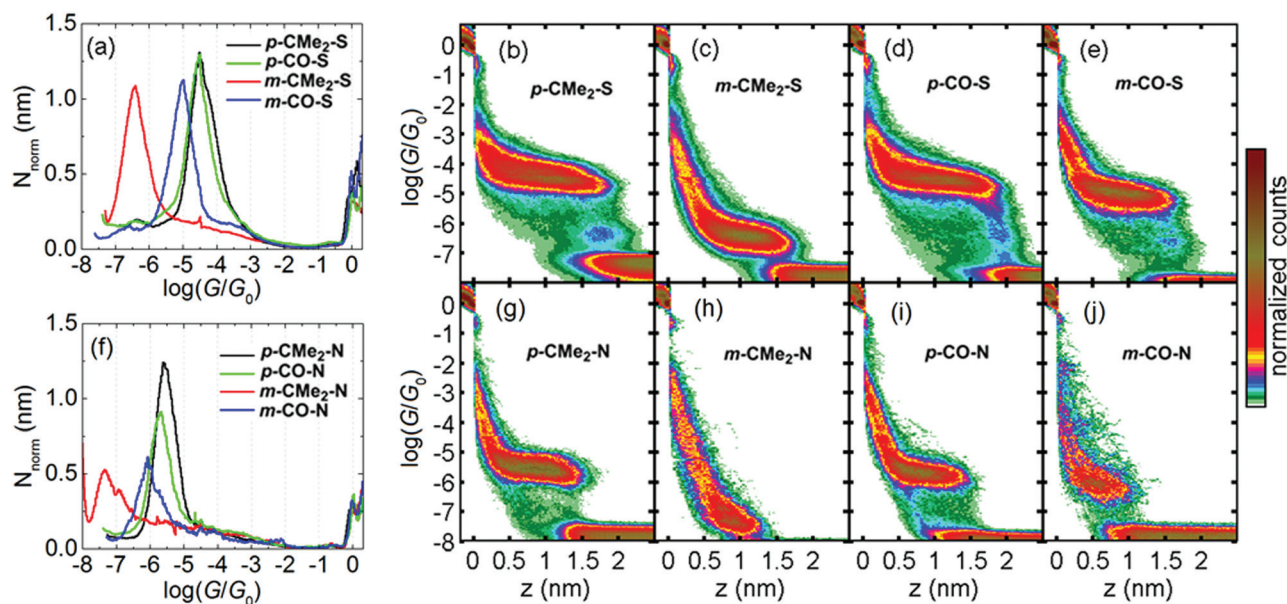 (a)
p-CMe₂-S
p-CO-S
m-CMe₂-S
m-CO-S
1.5
1.0
0.5
0.0
N_norm (nm)
-8 -7 -6 -5 -4 -3 -2 -1 0
log(G/G₀)
(b)
p-CMe₂-S
(c)
m-CMe₂-S
(d)
p-CO-S
(e)
m-CO-S
0
-1
-2
-3
-4
-5
-6
-7
log(G/G₀)
(f)
p-CMe₂-N
p-CO-N
m-CMe₂-N
m-CO-N
1.5
1.0
0.5
0.0
N_norm (nm)
-8 -7 -6 -5 -4 -3 -2 -1 0
log(G/G₀)
(g)
p-CMe₂-N
(h)
m-CMe₂-N
(i)
p-CO-N
(j)
m-CO-N
0
-1
-2
-3
-4
-5
-6
-7
-8
log(G/G₀)
0 0.5 1 1.5 2
0 0.5 1 1.5 2
0 0.5 1 1.5 2
0 0.5 1 1.5 2
z (nm)
z (nm)
z (nm)
z (nm)
normalized counts